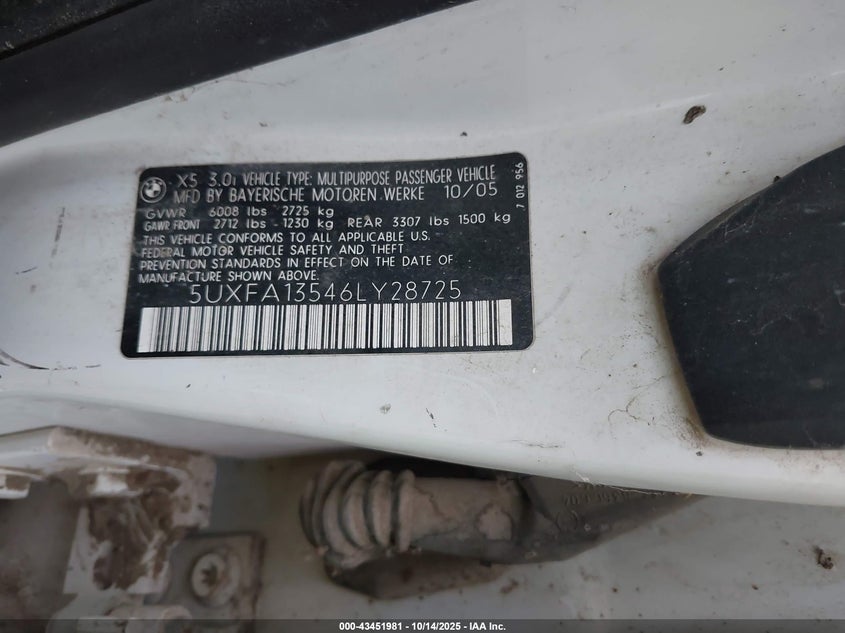 X5 3.0i VEHICLE TYPE: MULTIPURPOSE PASSENGER VEHICLE
MFD BY BAYERISCHE MOTOREN WERKE 10/05
GVWR 6008 lbs 2725 kg
GAWR FRONT 2712 lbs - 1230 kg REAR 3307 lbs 1500 kg
THIS VEHICLE CONFORMS TO ALL APPLICABLE U.S.
FEDERAL MOTOR VEHICLE SAFETY AND THEFT
PREVENTION STANDARDS IN EFFECT ON THE DATE OF
MANUFACTURE SHOWN ABOVE.
5UXFA13546LY28725
7 012 956
000-43451981 - 10/14/2025 - IAA Inc.